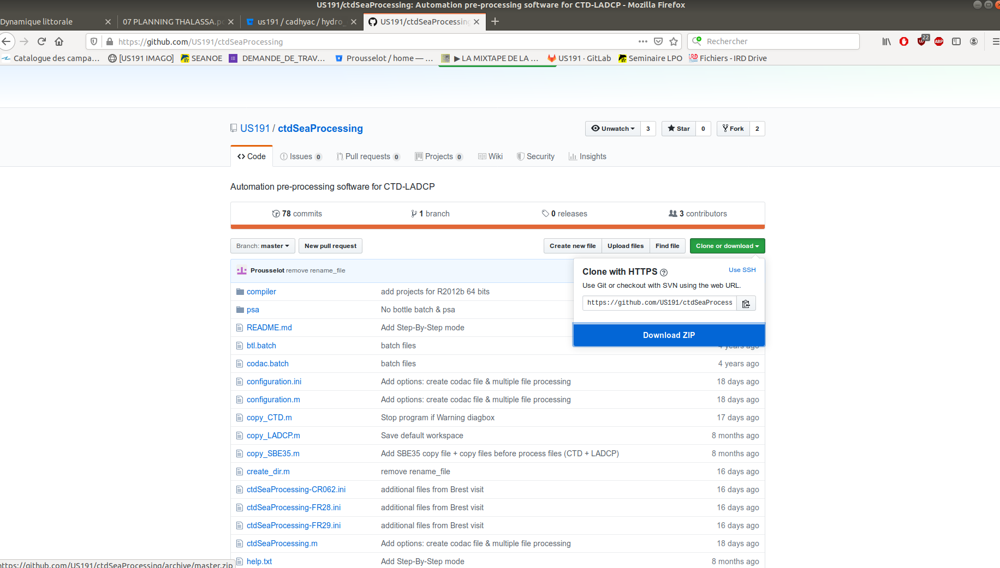 US191/ctdSeaProcessing: Automation pre-processing software for CTD-LADCP - Mozilla Firefox
Dynamique littorale
07 PLANNING THALASSA.p
us191 / cadhyac / hydro_
US191/ctdSeaProcessing
https://github.com/US191/ctdSeaProcessing
Rechercher
22
ABP
Catalogue des campa…
[US191 IMAGO]
SEANOE
DEMANDE_DE_TRAV…
Prousselot / home — …
▶ LA MIXTAPE DE LA …
US191 · GitLab
Seminaire LPO
Fichiers - IRD Drive
US191 / ctdSeaProcessing
Unwatch 3
Star 0
Fork 2
Code
Issues 0
Pull requests 0
Projects 0
Wiki
Security
Insights
Automation pre-processing software for CTD-LADCP
78 commits
1 branch
0 releases
3 contributors
Branch: master
New pull request
Create new file
Upload files
Find file
Clone or download
Prousselot remove rename_file
Clone with HTTPS
Use SSH
Use Git or checkout with SVN using the web URL.
https://github.com/US191/ctdSeaProcess
Download ZIP
compiler add projects for R2012b 64 bits
psa No bottle batch & psa
README.md Add Step-By-Step mode
btl.batch batch files 4 years ago
codac.batch batch files 4 years ago
configuration.ini Add options: create codac file & multiple file processing 18 days ago
configuration.m Add options: create codac file & multiple file processing 18 days ago
copy_CTD.m Stop program if Warning diagbox 17 days ago
copy_LADCP.m Save default workspace 8 months ago
copy_SBE35.m Add SBE35 copy file + copy files before process files (CTD + LADCP) 8 months ago
create_dir.m remove rename_file 16 days ago
ctdSeaProcessing-CR062.ini additional files from Brest visit 16 days ago
ctdSeaProcessing-FR28.ini additional files from Brest visit 16 days ago
ctdSeaProcessing-FR29.ini additional files from Brest visit 16 days ago
ctdSeaProcessing.m Add options: create codac file & multiple file processing 18 days ago
help.txt Add Step-By-Step mode 8 months ago
https://github.com/US191/ctdSeaProcessing/archive/master.zip